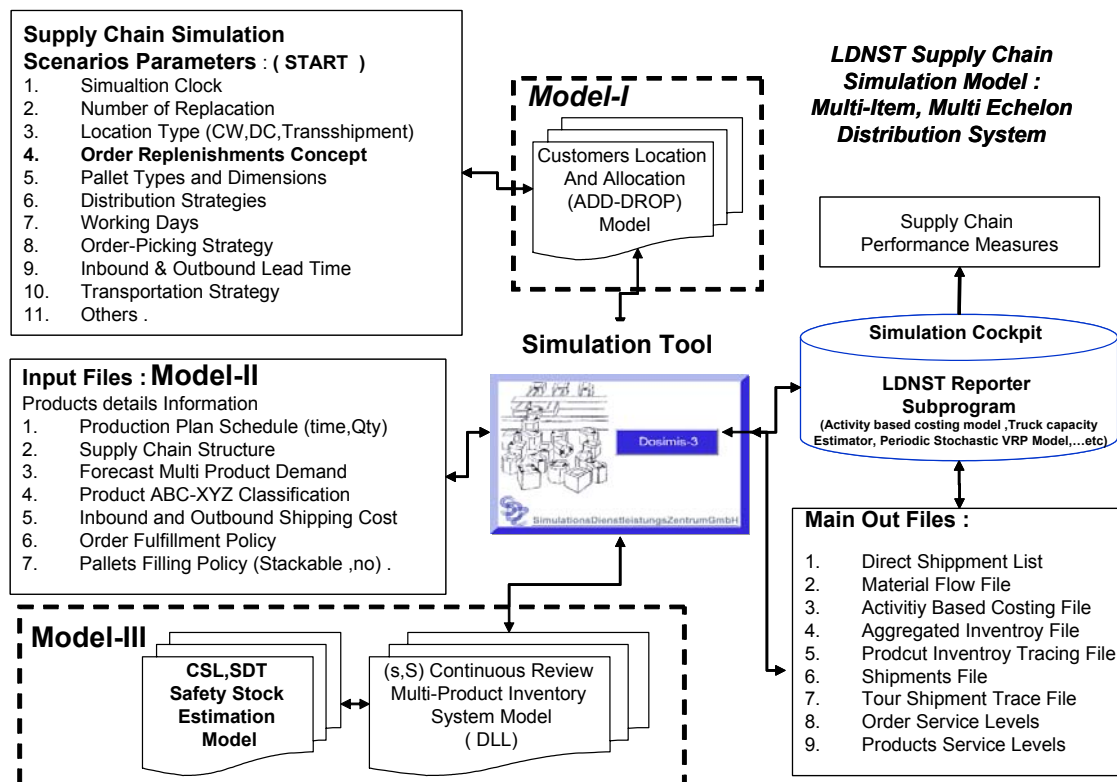 Supply Chain Simulation
Scenarios Parameters : ( START )
1. Simualtion Clock
2. Number of Replacation
3. Location Type (CW,DC,Transshipment)
4. Order Replenishments Concept
5. Pallet Types and Dimensions
6. Distribution Strategies
7. Working Days
8. Order-Picking Strategy
9. Inbound & Outbound Lead Time
10. Transportation Strategy
11. Others .
Model-I
Customers Location
And Allocation
(ADD-DROP)
Model
LDNST Supply Chain
Simulation Model :
Multi-Item, Multi Echelon
Distribution System
Supply Chain
Performance Measures
Simulation Cockpit
LDNST Reporter
Subprogram
(Activity based costing model ,Truck capacity
Estimator, Periodic Stochastic VRP Model,...etc)
Simulation Tool
Dosimis-3
SimulationsDienstleistungsZentrumGmbH
Input Files : Model-II
Products details Information
1. Production Plan Schedule (time,Qty)
2. Supply Chain Structure
3. Forecast Multi Product Demand
4. Product ABC-XYZ Classification
5. Inbound and Outbound Shipping Cost
6. Order Fulfillment Policy
7. Pallets Filling Policy (Stackable ,no) .
Main Out Files :
1. Direct Shippment List
2. Material Flow File
3. Activitiy Based Costing File
4. Aggregated Inventroy File
5. Prodcut Inventroy Tracing File
6. Shipments File
7. Tour Shipment Trace File
8. Order Service Levels
9. Products Service Levels
Model-III
CSL,SDT
Safety Stock
Estimation
Model
(s,S) Continuous Review
Multi-Product Inventory
System Model
( DLL)